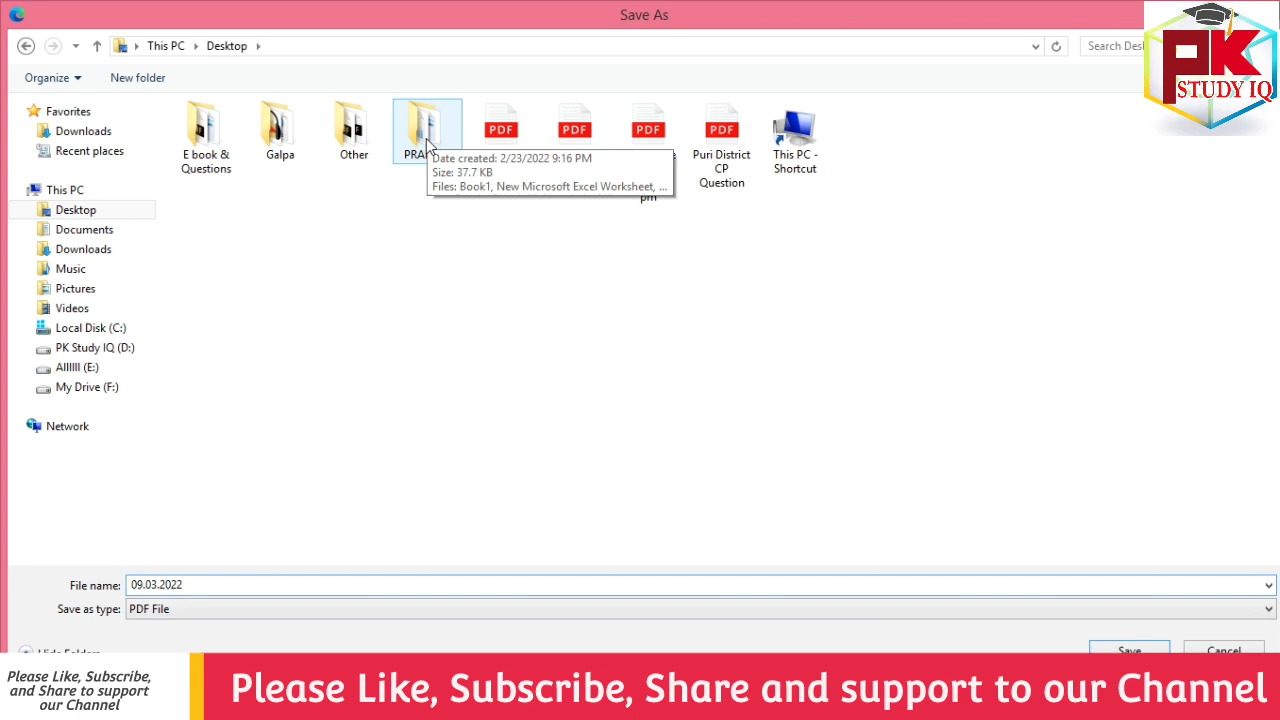 Save As
This PC
Desktop
Search Des
PK
STUDY IQ
Organize
New folder
Favorites
Downloads
Recent places
This PC
Desktop
Documents
Downloads
Music
Pictures
Videos
Local Disk (C:)
PK Study IQ (D:)
AllIlll (E:)
My Drive (F:)
Network
E book &
Questions
Galpa
Other
PDF
PDF
PDF
pm
PDF
Puri District
CP
Question
This PC -
Shortcut
Date created: 2/23/2022 9:16 PM
Size: 37.7 KB
Files: Book1, New Microsoft Excel Worksheet, ...
File name: 09.03.2022
Save as type: PDF File
Hide Folders
Save
Cancel
Please Like, Subscribe,
and Share to support
our Channel
Please Like, Subscribe, Share and support to our Channel